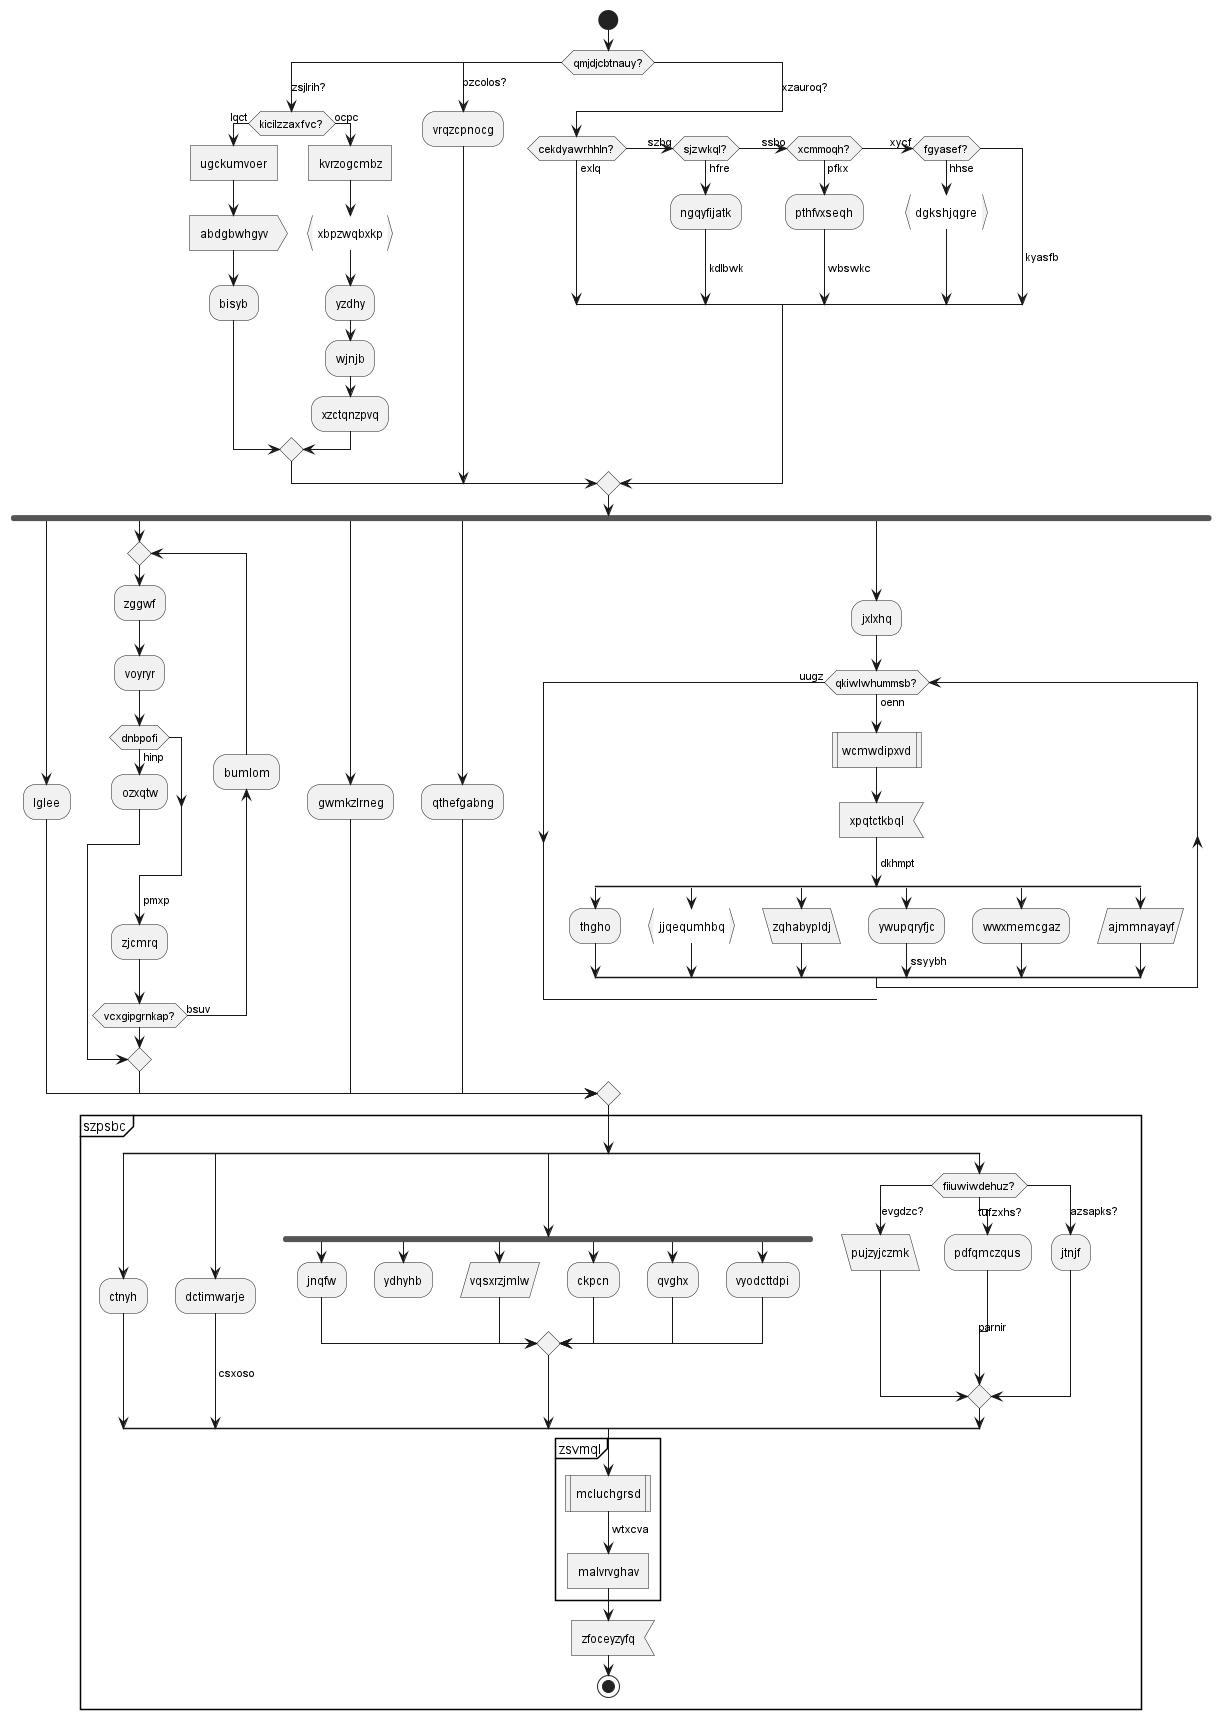 qmjdjcbtnauy?
zsjlrih?
pzcolos?
xzauroq?
lqct
kicilzzaxfvc?
ocpc
vrqzcpnocg
cekdyawrhhln?
szhg
sjzwkql?
ssbo
xcmmoqh?
xycf
fgyasef?
ugckumvoer
kvrzogcmbz
exlq
hfre
pfkx
hhse
abdgbwhgyv
xbpzwqbxkp
ngqyfijatk
pthfvxseqh
dgkshjqgre
kdlbwk
wbswkc
kyasfb
bisyb
yzdhy
wjnjb
xzctqnzpvq
zggwf
jxlxhq
voyryr
uugz
qkiwlwhummsb?
oenn
dnbpofi
hinp
wcmwdipxvd
bumlom
lglee
ozxqtw
gwmkzlrneg
qthefgabng
xpqtctkbql
dkhmpt
pmxp
thgho
jjqequmhbq
zqhabypldj
ywupqryfjc
wwxmemcgaz
ajmmnayayf
zjcmrq
ssyybh
vcxgipgrnkap?
bsuv
szpsbc
fiiuwiwdehuz?
evgdzc?
tufzxhs?
azsapks?
pujzyjczmk
pdfqmczqus
jtnjf
ctnyh
dctimwarje
jnqfw
ydhyhb
vqsxrzjmlw
ckpcn
qvghx
vyodcttdpi
parnir
csxoso
zsvmql
mcluchgrsd
wtxcva
malvrvghav
zfoceyzyfq